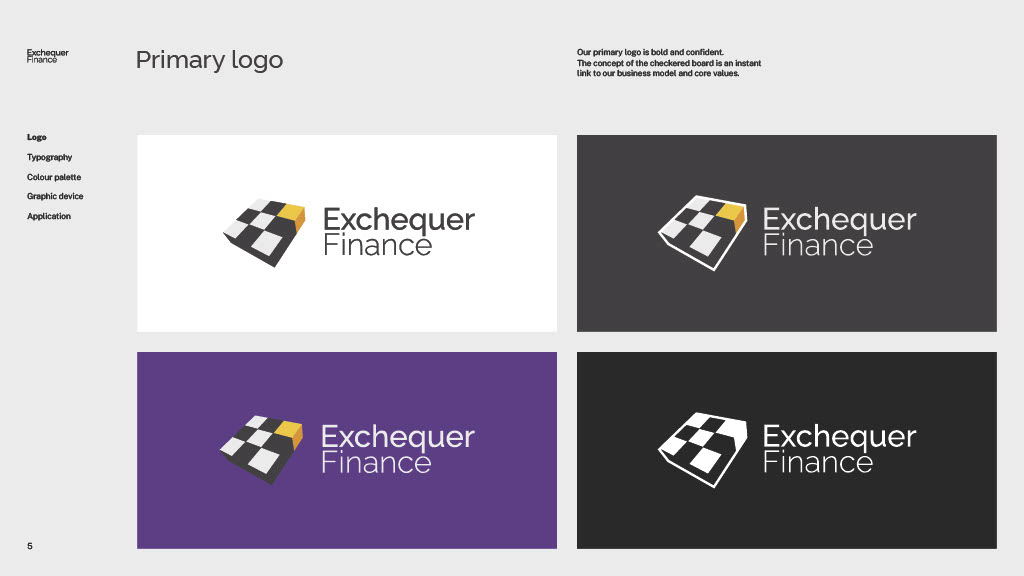 Exchequer
Finance
Primary logo
Our primary logo is bold and confident.
The concept of the checkered board is an instant
link to our business model and core values.
Logo
Typography
Colour palette
Graphic device
Application
Exchequer
Finance
Exchequer
Finance
Exchequer
Finance
Exchequer
Finance
5